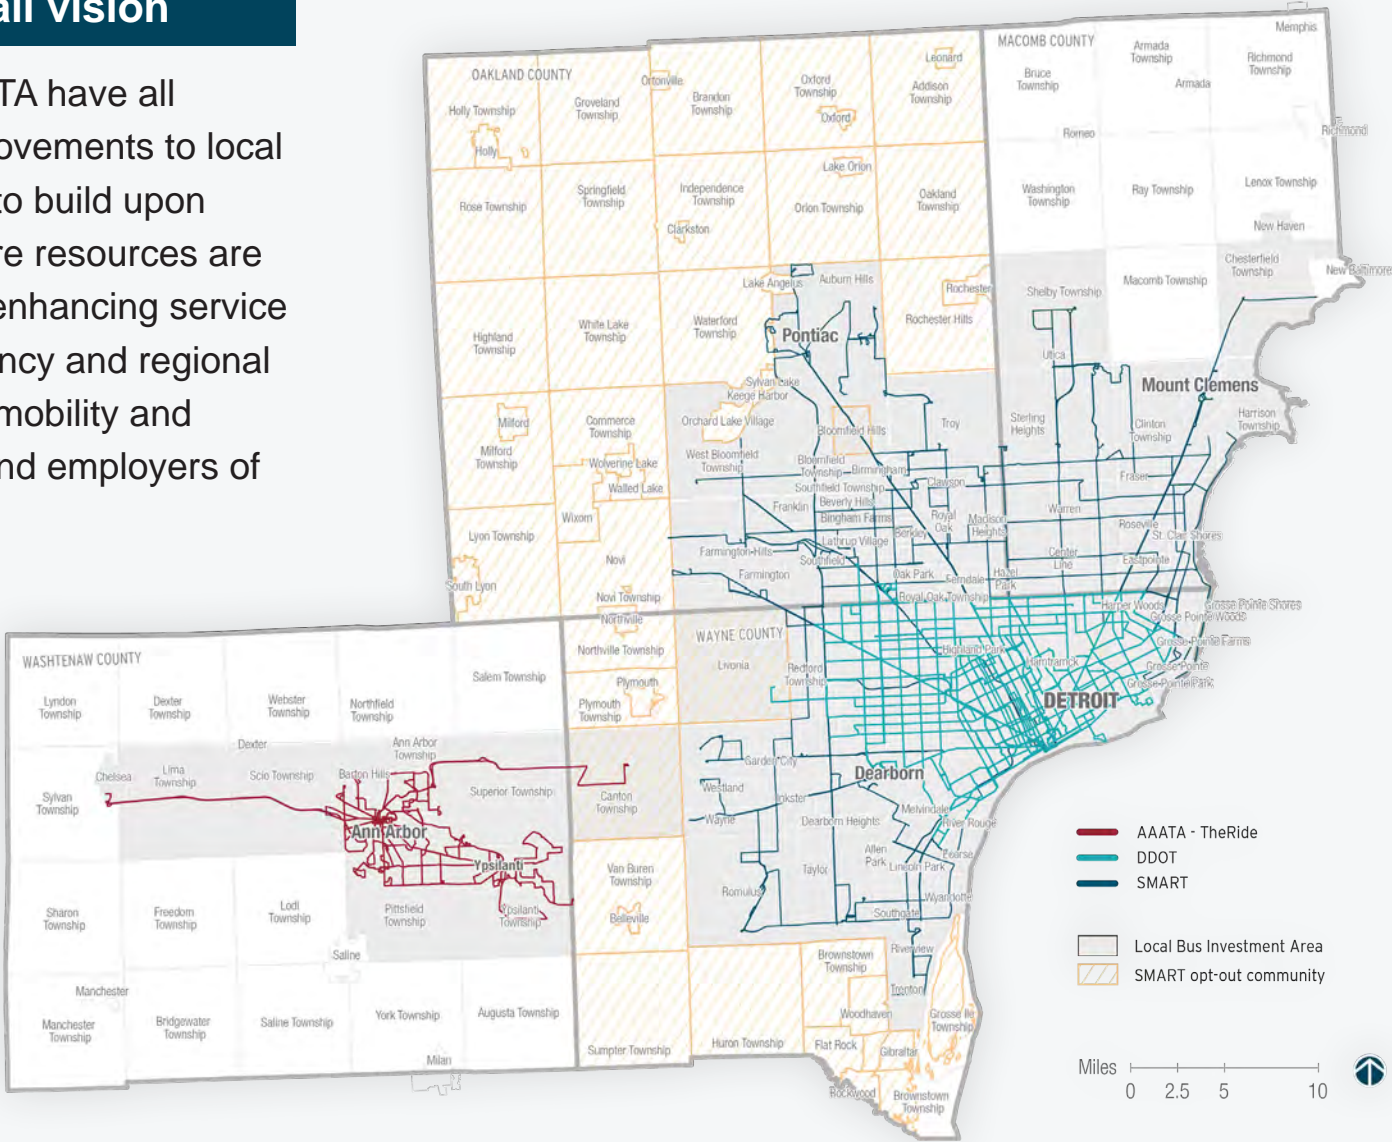 all vision
TA have all
ovements to local
to build upon
re resources are
enhancing service
ncy and regional
mobility and
nd employers of
OAKLAND COUNTY
Holly Township
Holly
Groveland
Township
Ortonville
Brandon
Township
Oxford
Township
Oxford
Leonard
Addison
Township
Rose Township
Springfield
Township
Independence
Township
Clarkston
Lake Orion
Orion Township
Oakland
Township
Highland
Township
White Lake
Township
Waterford
Township
Lake Angelus
Auburn Hills
Pontiac
Rochester
Rochester Hills
Sylvan Lake
Keege Harbor
Orchard Lake Village
Milford
Milford
Township
Commerce
Township
Wolverine Lake
Walled Lake
West Bloomfield
Township
Bloomfield Hills
Bloomfield
Township
Birmingham
Troy
Clawson
Southfield Township
Beverly Hills
Franklin
Bingham Farms
Royal
Oak
Madison
Heights
Berkley
Lathrup Village
Southfield
Lyon Township
Wixom
Novi
South Lyon
Novi Township
Farmington Hills
Farmington
Oak Park
Ferndale
Hazel
Park
Royal Oak Township
MACOMB COUNTY
Bruce
Township
Armada
Township
Armada
Memphis
Richmond
Township
Richmond
Romeo
Washington
Township
Ray Township
Lenox Township
New Haven
Shelby Township
Macomb Township
Chesterfield
Township
New Baltimore
Utica
Mount Clemens
Sterling
Heights
Clinton
Township
Harrison
Township
Fraser
Warren
Roseville
St. Clair Shores
Center
Line
Eastpointe
WAYNE COUNTY
Northville
Northville Township
Plymouth
Plymouth
Township
Livonia
Redford
Township
Highland Park
Hamtramck
Harper Woods
Grosse Pointe Shores
Grosse Pointe Woods
Grosse Pointe Farms
Grosse Pointe
Grosse Pointe Park
DETROIT
Dearborn
Garden City
Westland
Inkster
Wayne
Dearborn Heights
Melvindale
River Rouge
Canton
Township
Van Buren
Township
Belleville
Romulus
Taylor
Allen
Park
Lincoln Park
Ecorse
Wyandotte
Southgate
Riverview
Trenton
Brownstown
Township
Woodhaven
Grosse Ile
Township
Sumpter Township
Huron Township
Flat Rock
Gibraltar
Rockwood
Brownstown
Township
WASHTENAW COUNTY
Lyndon
Township
Dexter
Township
Webster
Township
Northfield
Township
Salem Township
Dexter
Ann Arbor
Township
Chelsea
Lima
Township
Scio Township
Barton Hills
Superior Township
Sylvan
Township
Ann Arbor
Ypsilanti
Sharon
Township
Freedom
Township
Lodi
Township
Pittsfield
Township
Ypsilanti
Township
Saline
Manchester
Manchester
Township
Bridgewater
Township
Saline Township
York Township
Augusta Township
Milan
AAATA - TheRide
DDOT
SMART
Local Bus Investment Area
SMART opt-out community
Miles
0 2.5 5 10